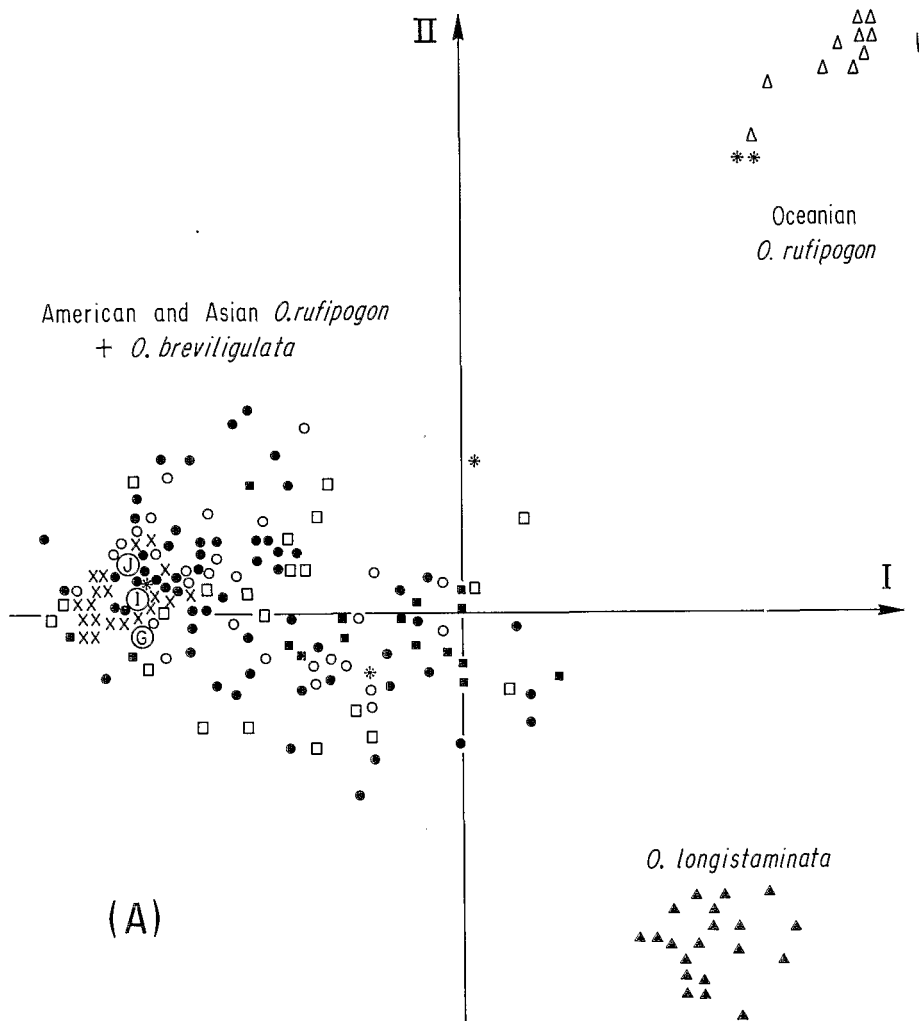 II
Oceanian
O. rufipogon
American and Asian O.rufipogon
+ O. breviligulata
I
J
I
G
O. longistaminata
(A)